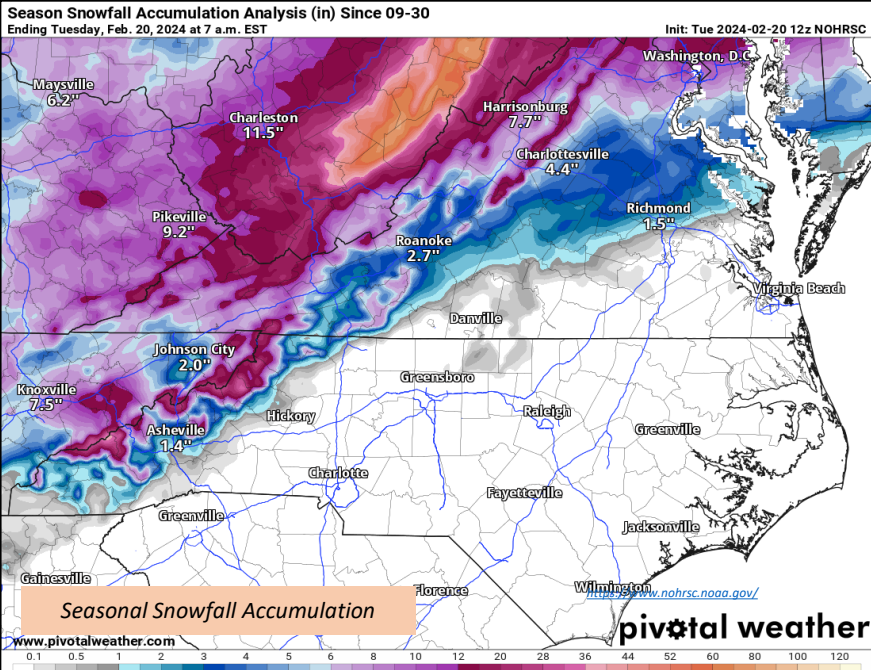 Season Snowfall Accumulation Analysis (in) Since 09-30
Ending Tuesday, Feb. 20, 2024 at 7 a.m. EST
Init: Tue 2024-02-20 12z NOHRSC
Washington, D.C.
Maysville
6.2"
Charleston
11.5"
Harrisonburg
7.7"
Charlottesville
4.4"
Pikeville
9.2"
Richmond
1.5"
Roanoke
2.7"
Virginia Beach
Danville
Johnson City
2.0"
Greensboro
Knoxville
7.5"
Hickory
Raleigh
Asheville
1.4"
Greenville
Charlotte
Fayetteville
Greenville
Jacksonville
Gainesville
Florence
Wilmington
https://www.nohrsc.noaa.gov/
Seasonal Snowfall Accumulation
pivotal weather
www.pivotalweather.com
0.1 0.5 1 2 3 4 6 8 10 12 20 28 36 44 52 60 80 100 120